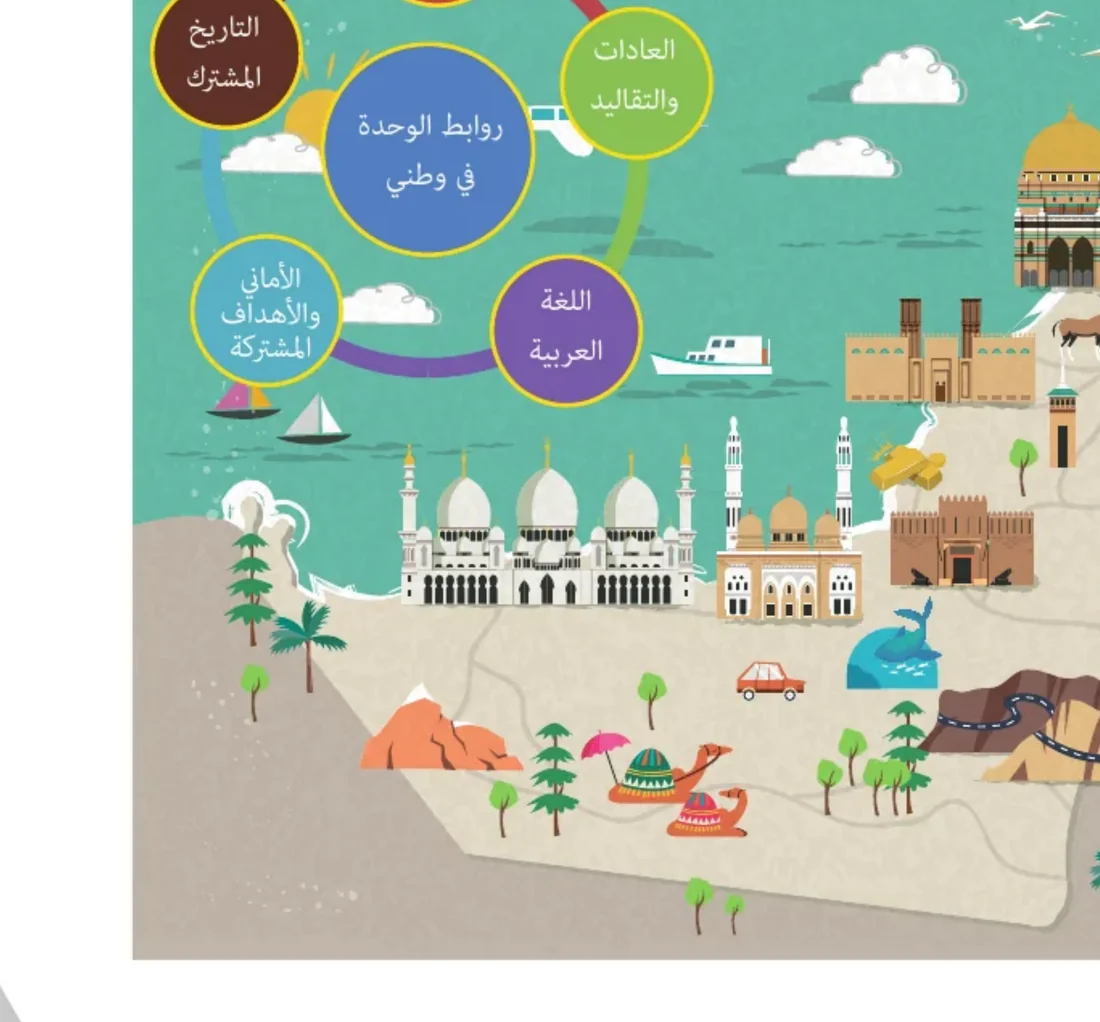 العادات
والتقاليد
التاريخ
المشترك
روابط الوحدة
في وطني
الأماني
والأهداف
المشتركة
اللغة
العربية